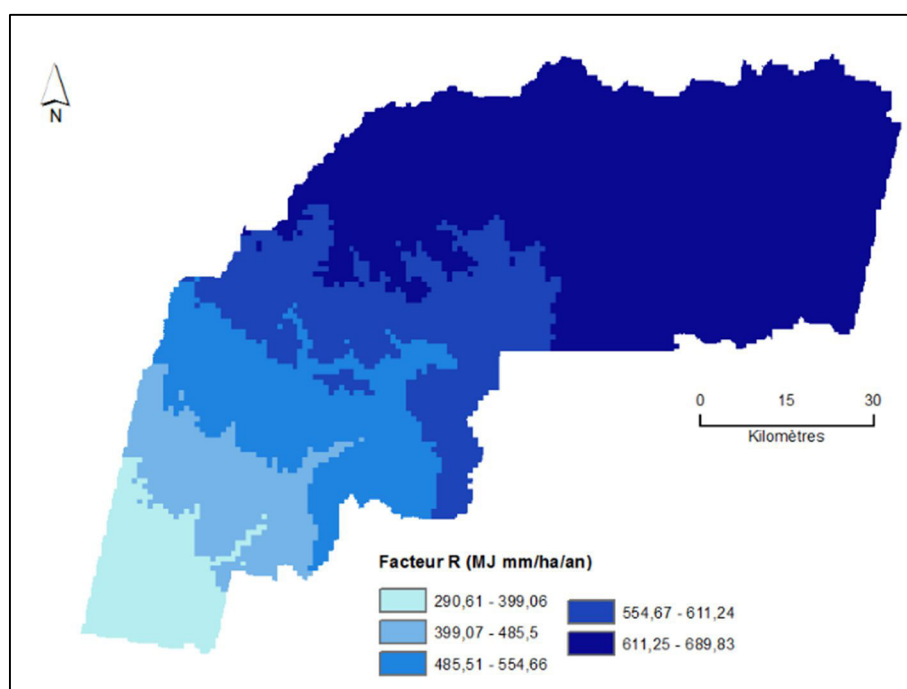 N
0 15 30
Kilomètres
Facteur R (MJ mm/ha/an)
290,61 - 399,06
399,07 - 485,5
485,51 - 554,66
554,67 - 611,24
611,25 - 689,83